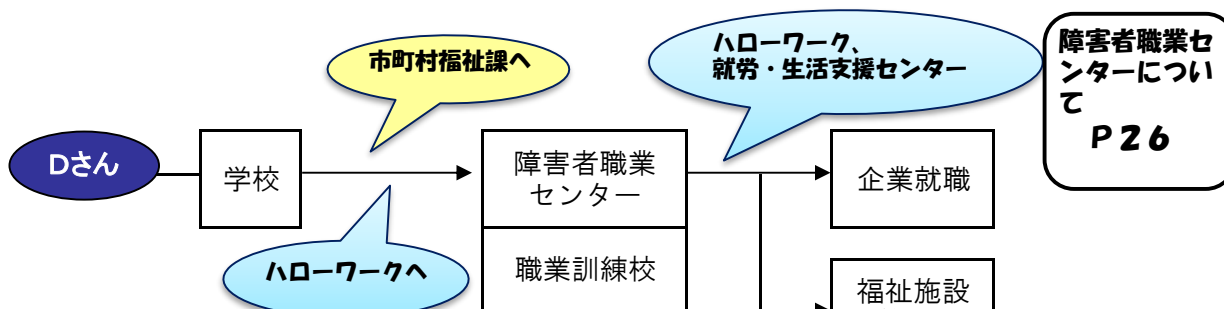 市町村福祉課へ
ハローワーク、
就労・生活支援センター
障害者職業セ
ンターについ
て
P26
Dさん
学校
障害者職業
センター
企業就職
ハローワークへ
職業訓練校
福祉施設